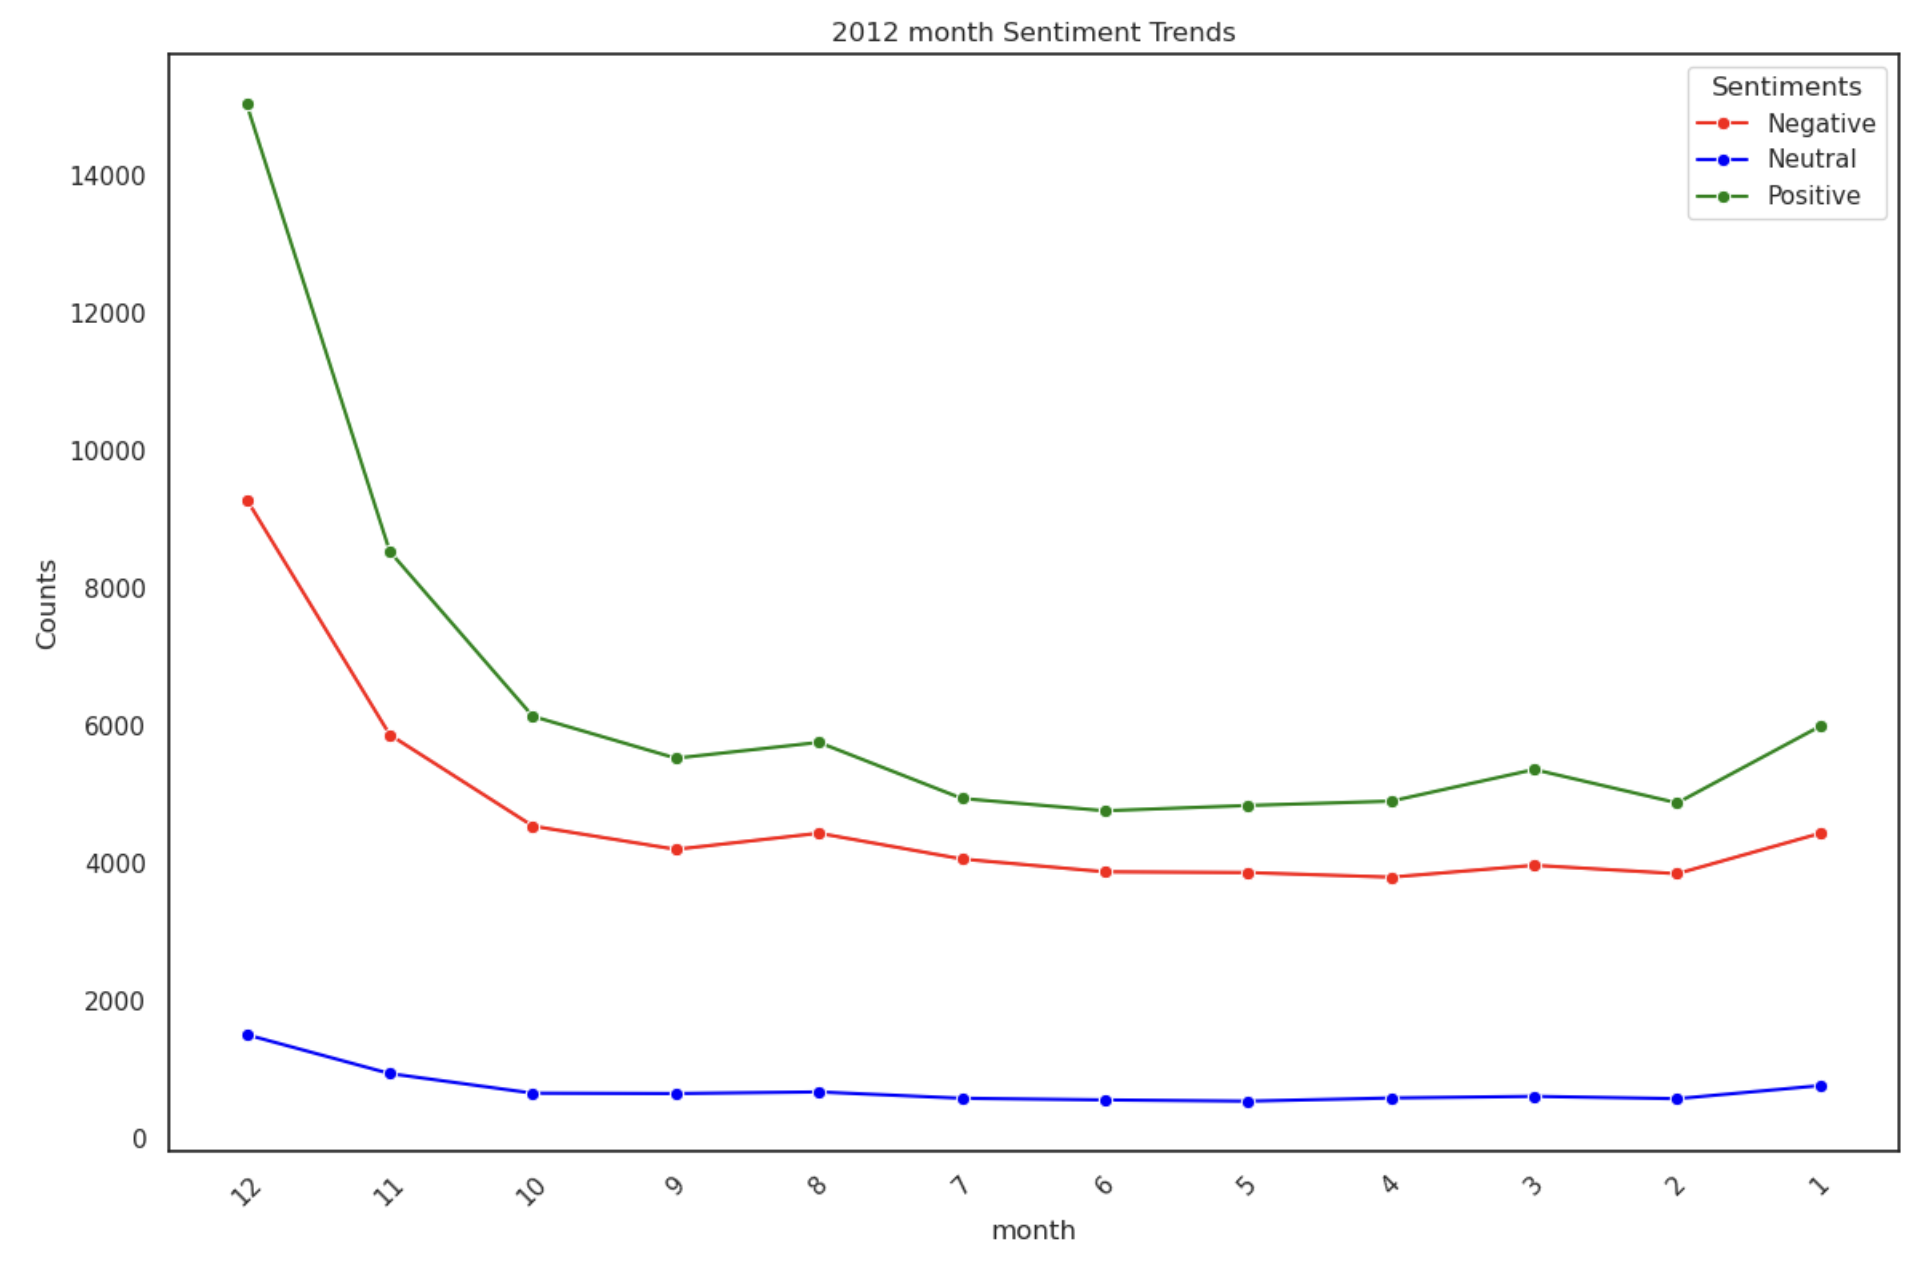 2012 month Sentiment Trends
Sentiments
Negative
Neutral
Positive
14000
12000
10000
8000
6000
4000
2000
0
Counts
12 11 10 9 8 7 6 5 4 3 2 1
month